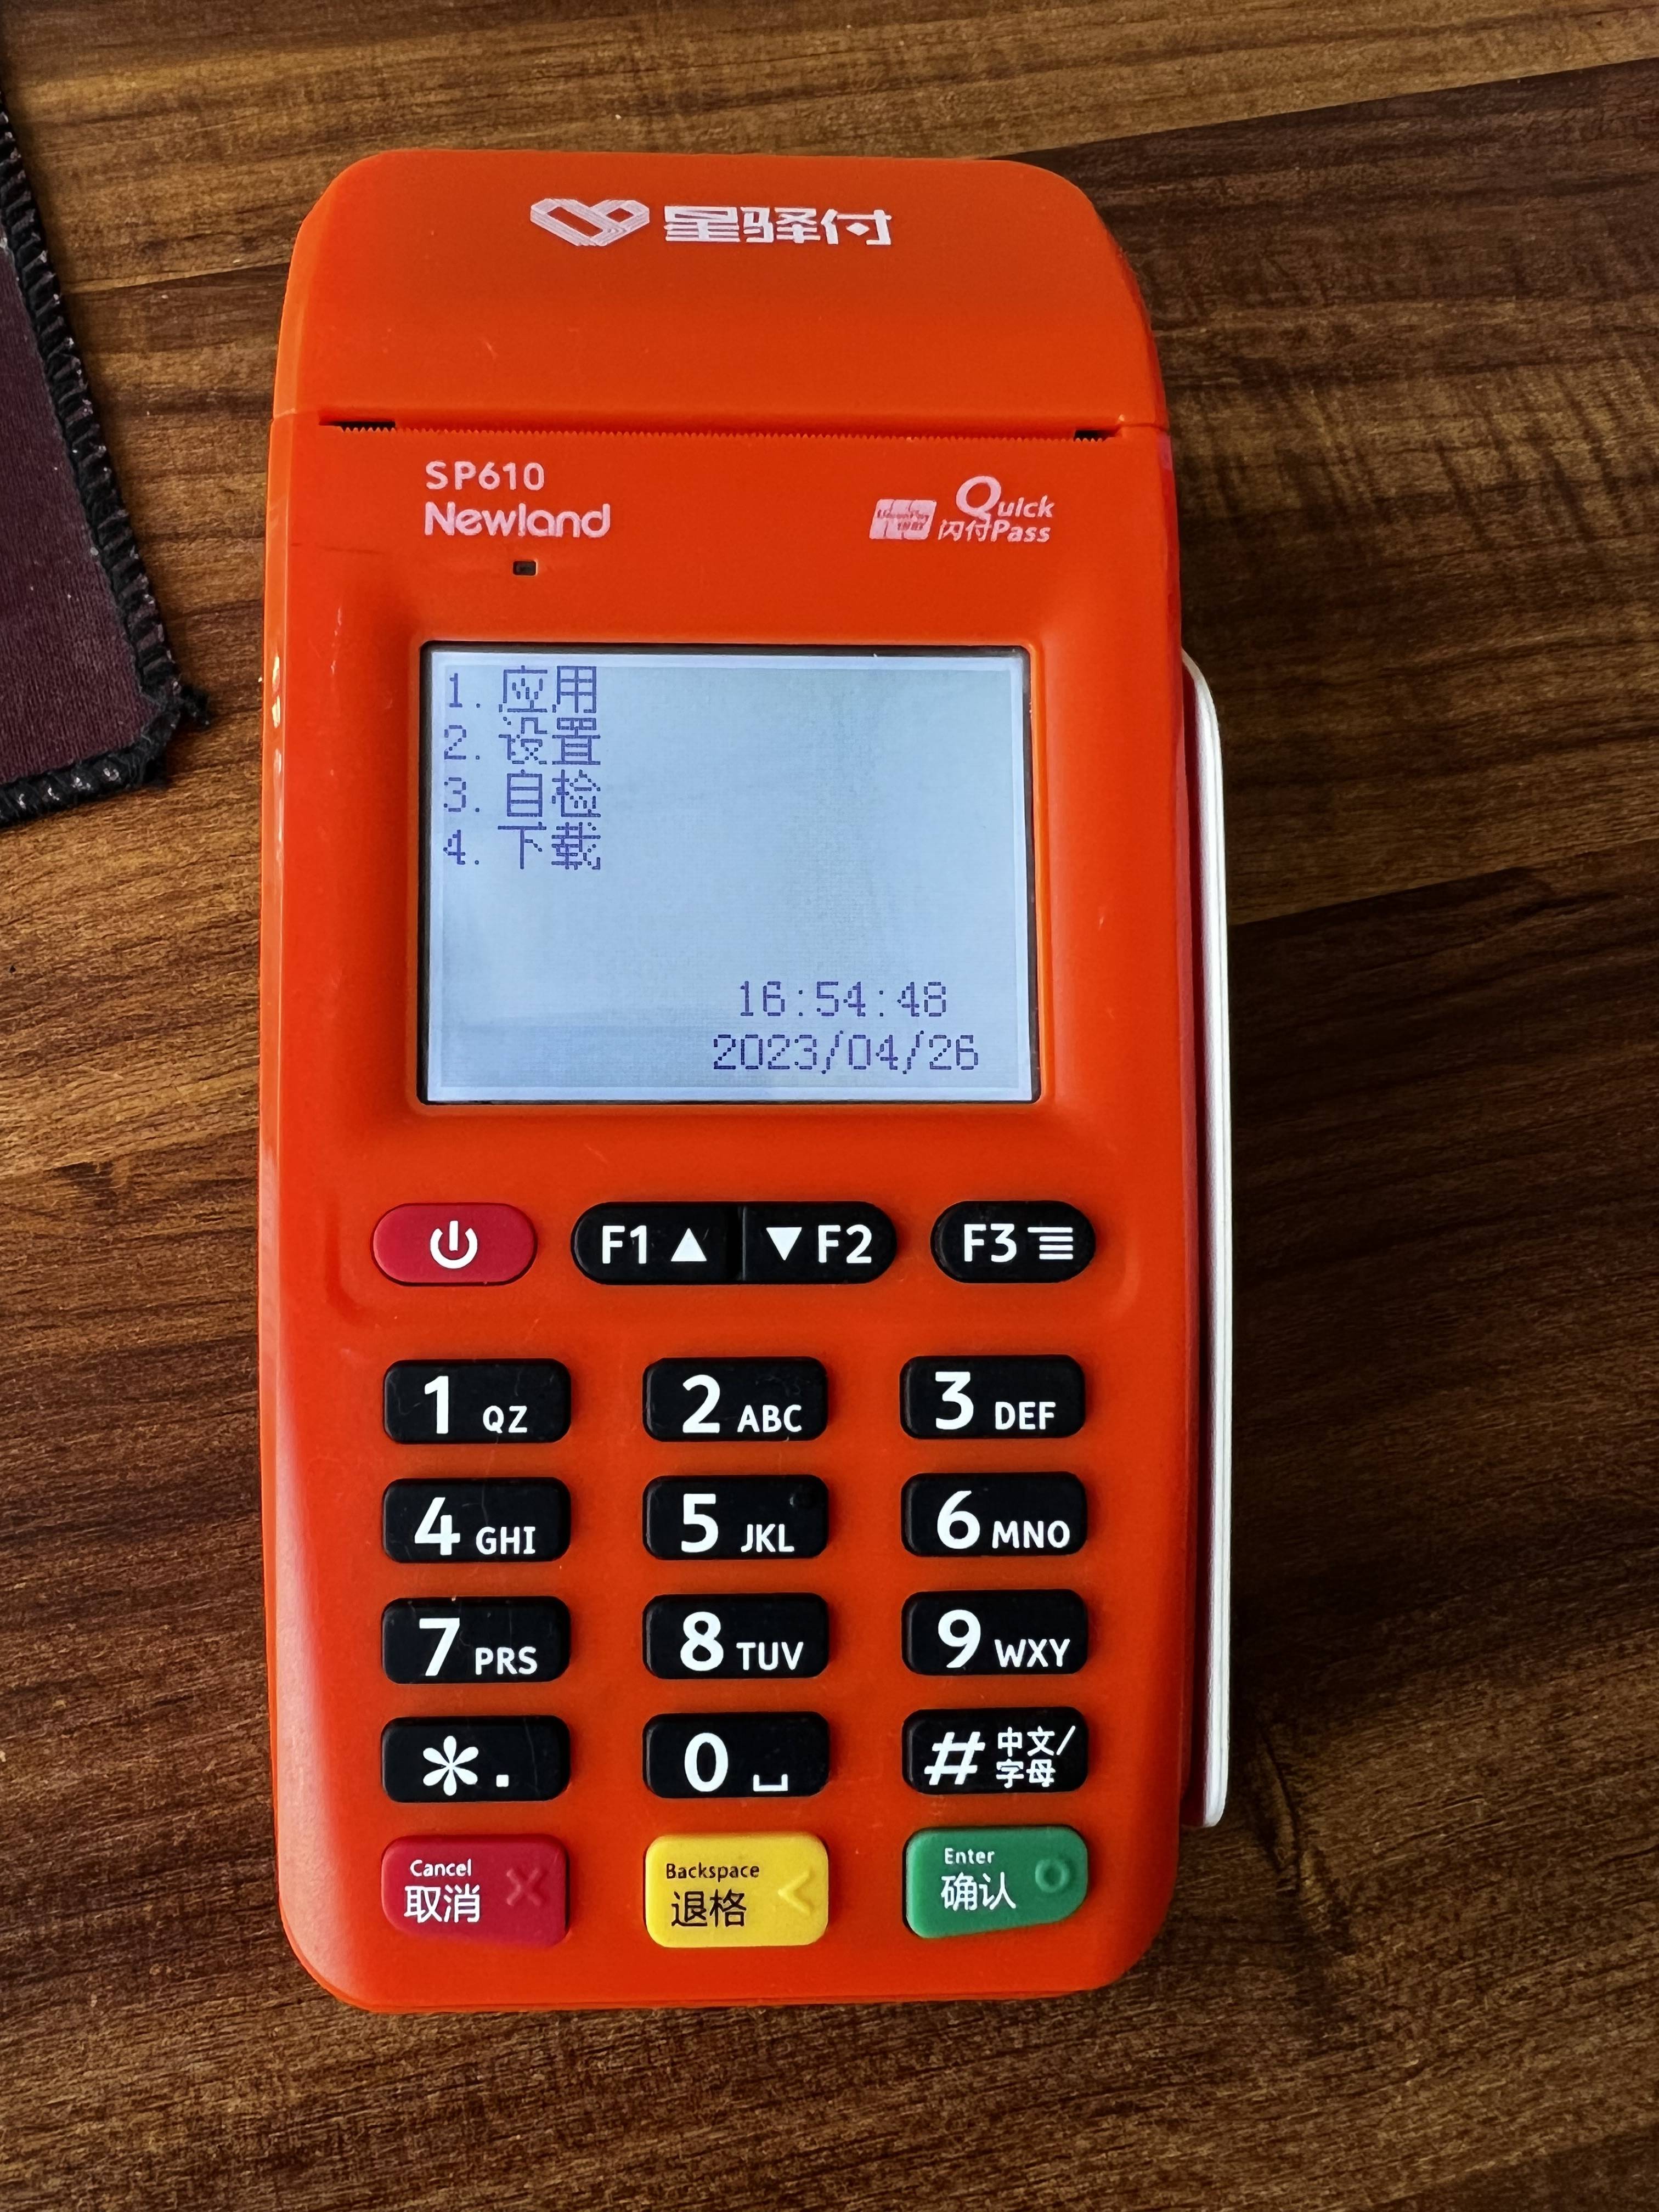 星驿付
SP610
Newland
UnionPay 银联
Quick
闪付Pass
1. 应用
2. 设置
3. 自检
4. 下载
16:54:48
2023/04/26
F1 ▲ ▼ F2 F3
1 QZ 2 ABC 3 DEF
4 GHI 5 JKL 6 MNO
7 PRS 8 TUV 9 WXY
*. 0 ␣ # 中文/
字母
Cancel Backspace Enter
取消 退格 确认